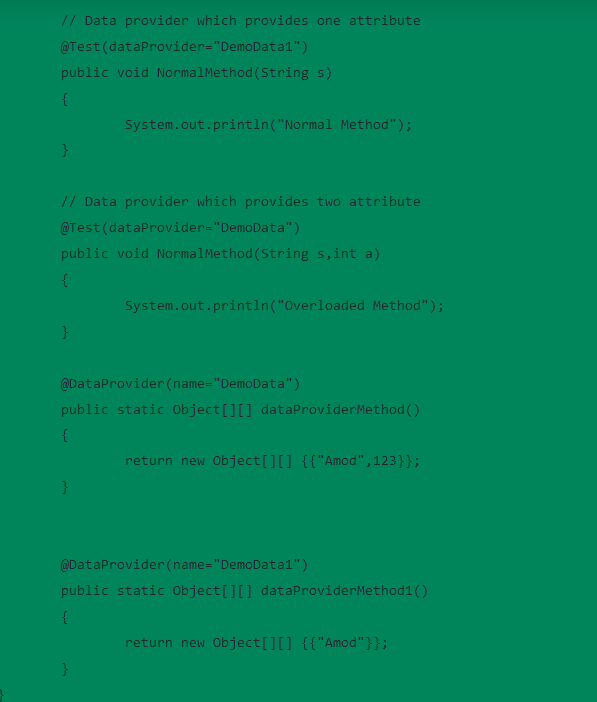 // Data provider which provides one attribute
@Test(dataProvider="DemoData1")
public void NormalMethod(String s)
{
System.out.println("Normal Method");
}
// Data provider which provides two attribute
@Test(dataProvider="DemoData")
public void NormalMethod(String s,int a)
{
System.out.println("Overloaded Method");
}
@DataProvider(name="DemoData")
public static Object[][] dataProviderMethod()
{
return new Object[][] {{"Amod",123}};
}
@DataProvider(name="DemoData1")
public static Object[][] dataProviderMethod1()
{
return new Object[][] {{"Amod"}};
}
}